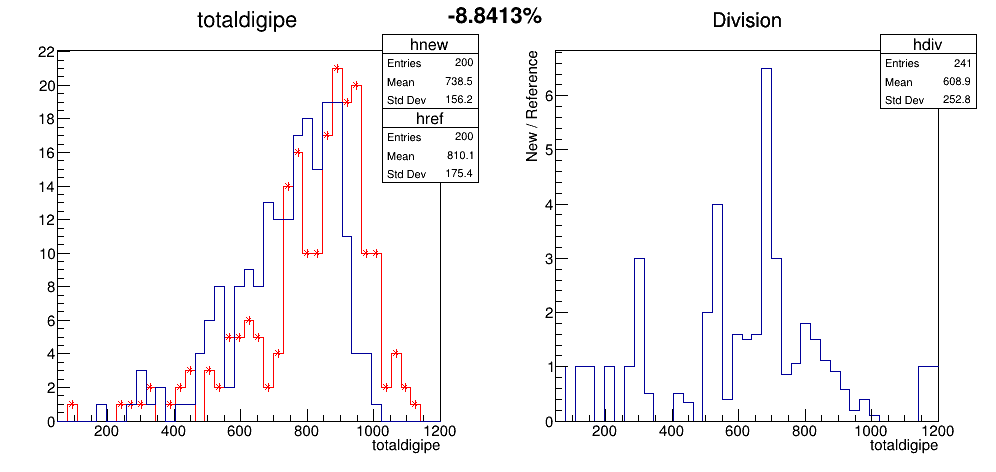 -8.8413%
totaldigipe
hnew
Entries 200
Mean 738.5
Std Dev 156.2
href
Entries 200
Mean 810.1
Std Dev 175.4
22
20
18
16
14
12
10
8
6
4
2
0
200 400 600 800 1000 1200
totaldigipe
Division
hdiv
Entries 241
Mean 608.9
Std Dev 252.8
New / Reference
6
5
4
3
2
1
0
200 400 600 800 1000 1200
totaldigipe